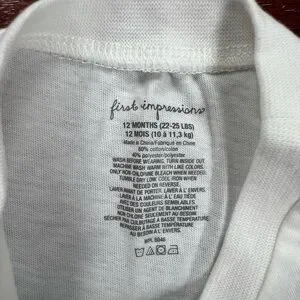 first impressions
12 MONTHS (22-25 LBS)
12 MOIS (10 à 11,3 kg)
Made in China/Fabriqué en China
60% cotton/coton
40% polyester/polyester
WASH BEFORE WEARING. TURN INSIDE OUT.
MACHINE WASH WARM WITH LIKE COLORS.
ONLY NON-CHLORINE BLEACH WHEN NEEDED.
TUMBLE DRY LOW. COOL IRON WHEN
NEEDED ON REVERSE.
LAVER AVANT DE PORTER. LAVER À L'ENVERS.
LAVER À LA MACHINE À L'EAU TIÈDE
AVEC DES COULEURS SEMBLABLES.
UTILISER UN AGENT DE BLANCHIMENT
NON CHLORÉ SEULEMENT AU BESOIN.
SÉCHER PAR CULBUTAGE À BASSE TEMPÉRATURE.
REPASSER À BASSE TEMPÉRATURE
AU BESOIN À L'ENVERS.